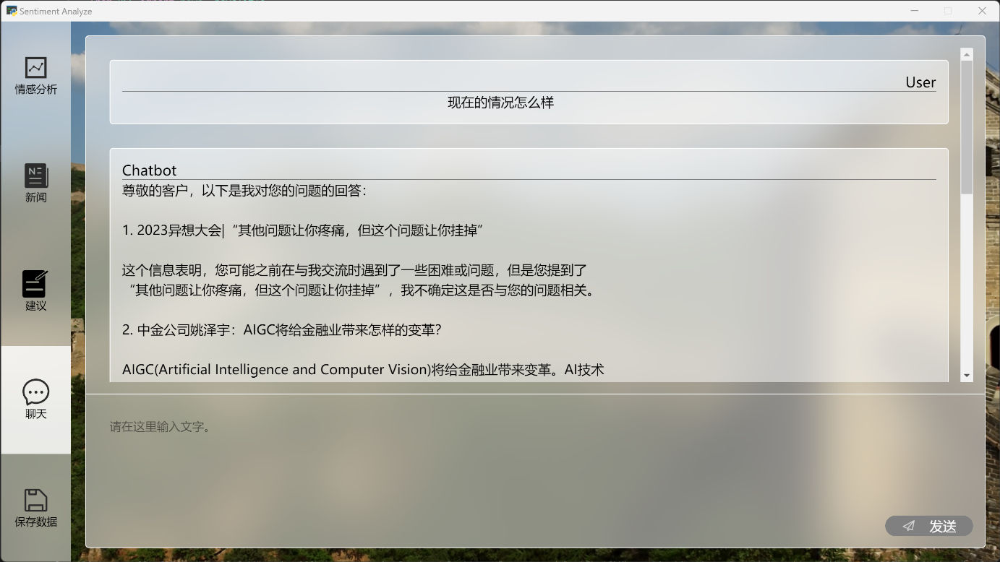 Sentiment Analyze
情感分析
新闻
建议
聊天
保存数据
User
现在的情况怎么样
Chatbot
尊敬的客户，以下是我对您的问题的回答：
1. 2023异想大会|“其他问题让你疼痛，但这个问题让你挂掉”
这个信息表明，您可能之前在与我交流时遇到了一些困难或问题，但是您提到了
“其他问题让你疼痛，但这个问题让你挂掉”，我不确定这是否与您的问题相关。
2. 中金公司姚泽宇：AIGC将给金融业带来怎样的变革？
AIGC(Artificial Intelligence and Computer Vision)将给金融业带来变革。AI技术
请在这里输入文字。
发送